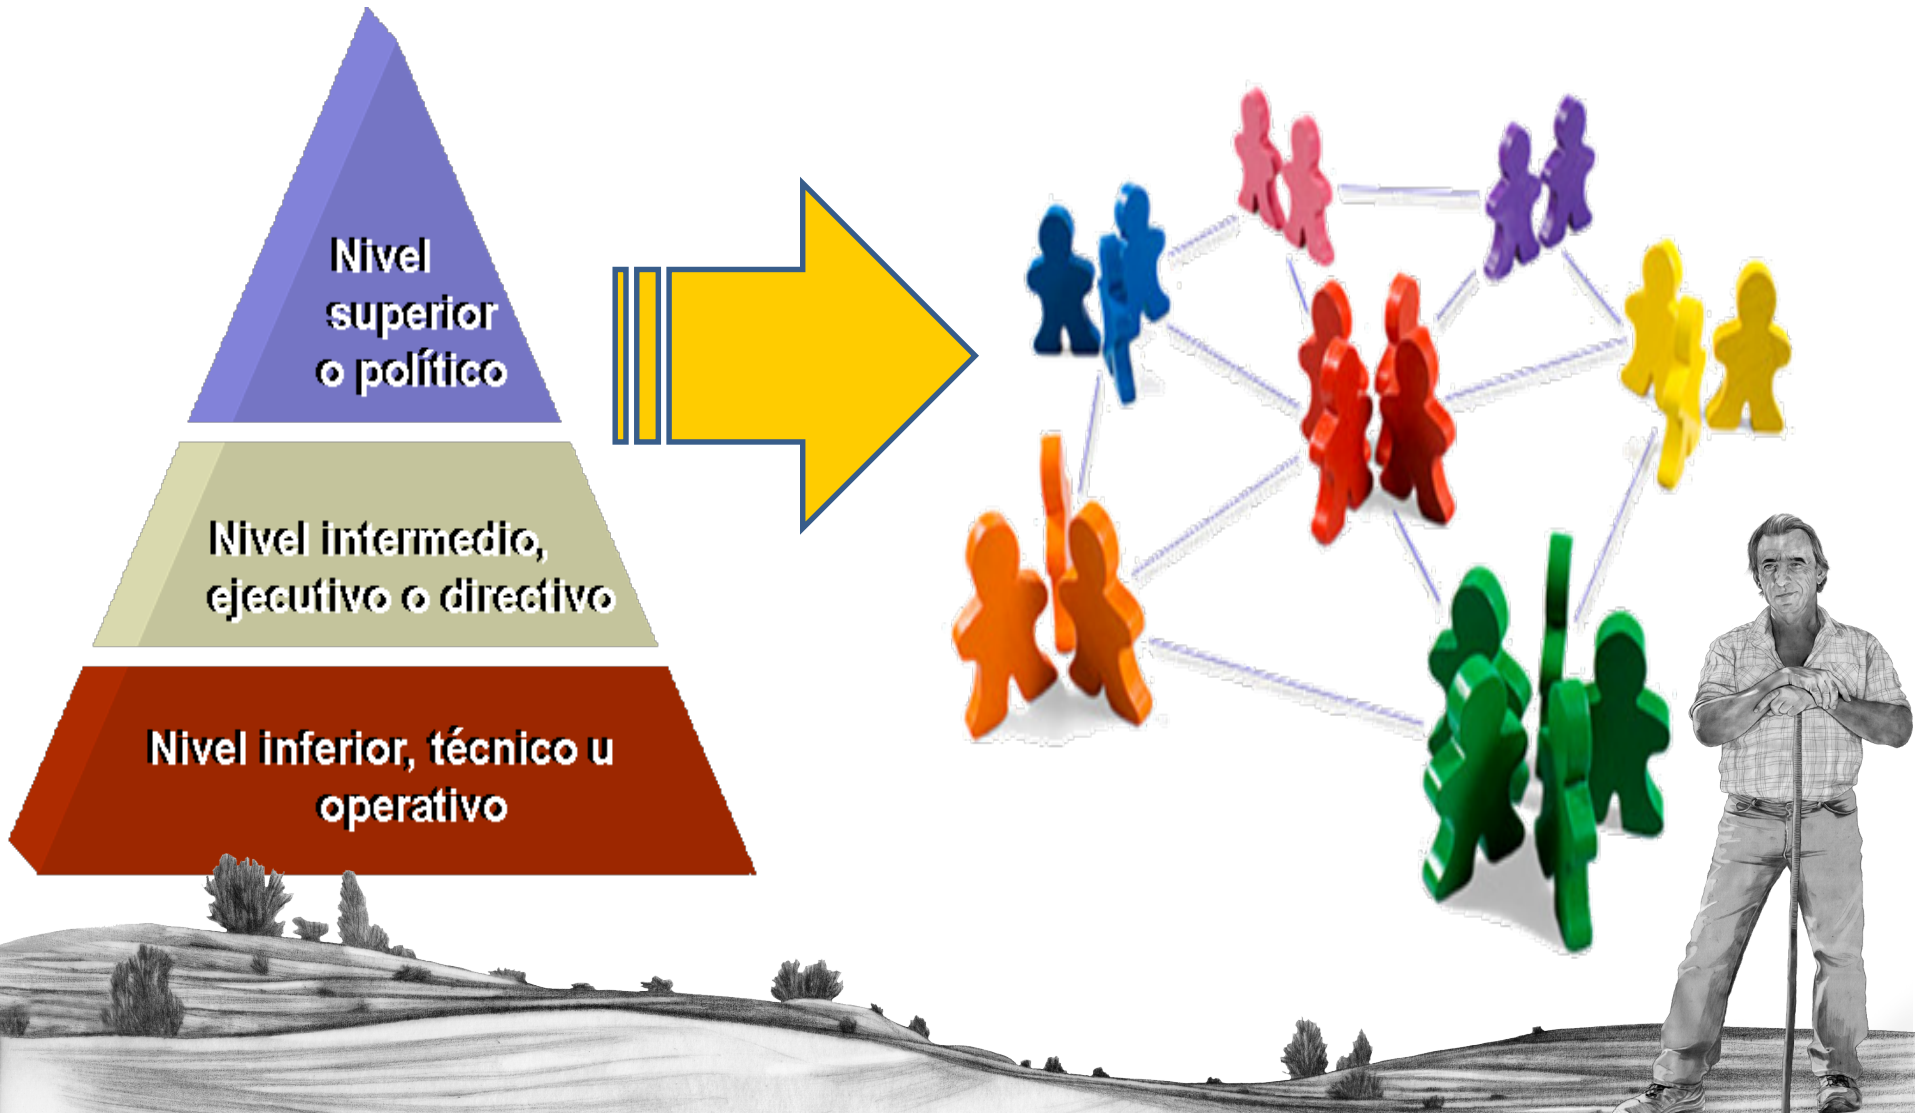 Nivel
superior
o político
Nivel intermedio,
ejecutivo o directivo
Nivel inferior, técnico u
operativo